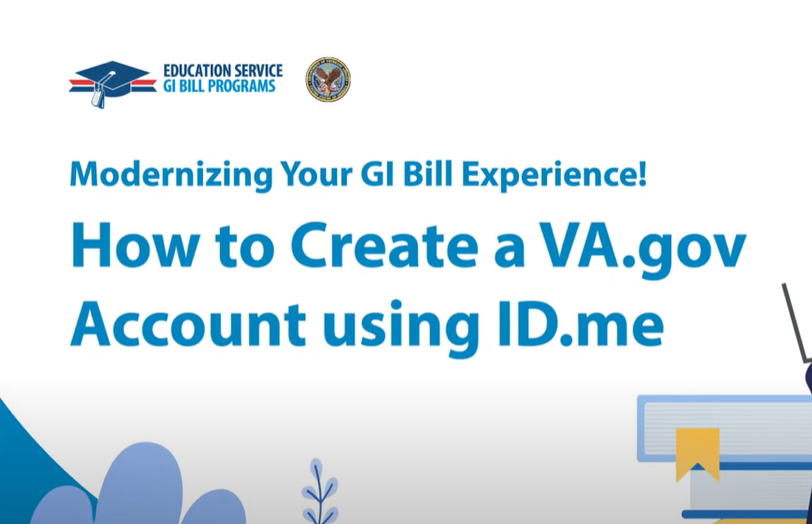 EDUCATION SERVICE
GI BILL PROGRAMS
Modernizing Your GI Bill Experience!
How to Create a VA.gov
Account using ID.me